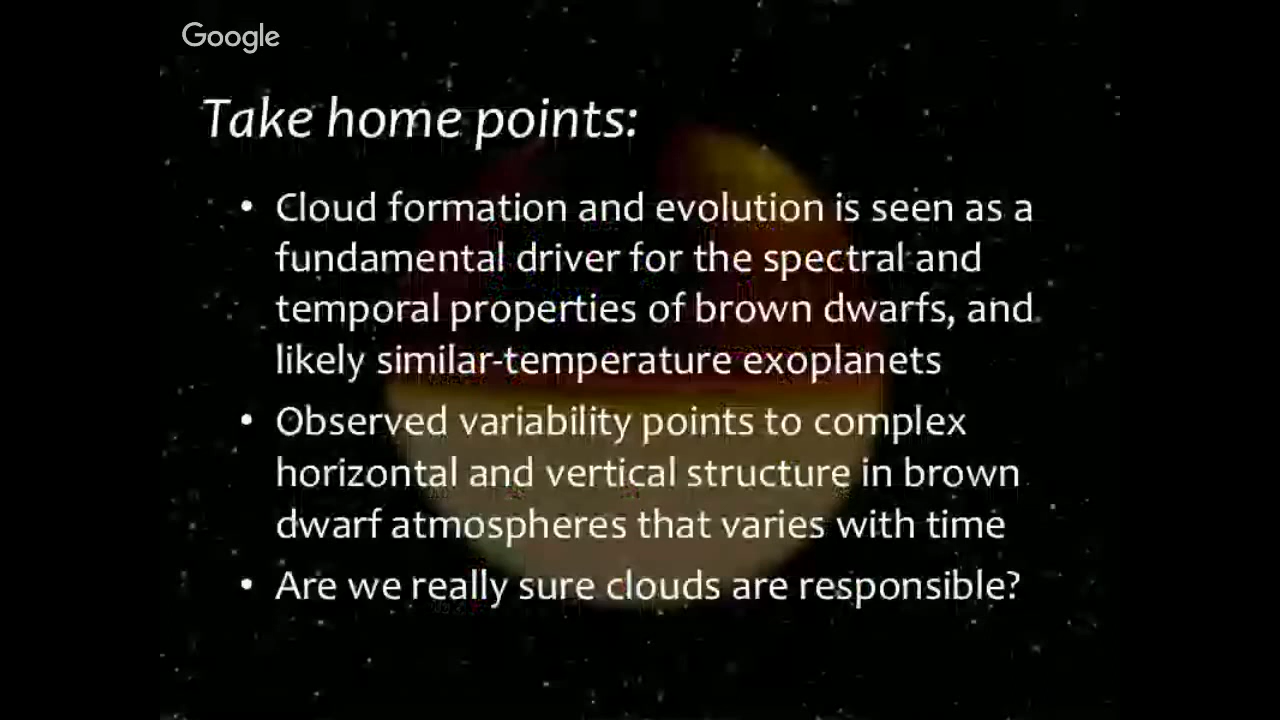 Google
Take home points:
• Cloud formation and evolution is seen as a
fundamental driver for the spectral and
temporal properties of brown dwarfs, and
likely similar-temperature exoplanets
• Observed variability points to complex
horizontal and vertical structure in brown
dwarf atmospheres that varies with time
• Are we really sure clouds are responsible?